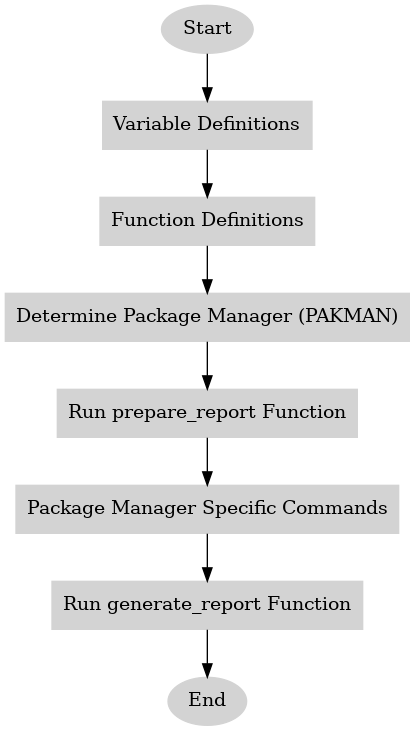 Start
Variable Definitions
Function Definitions
Determine Package Manager (PAKMAN)
Run prepare_report Function
Package Manager Specific Commands
Run generate_report Function
End